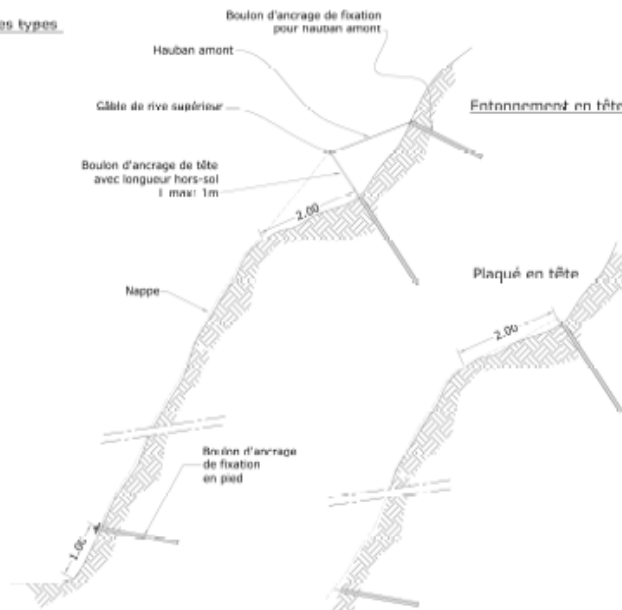 es types
Boulon d'ancrage de fixation
pour hauban amont
Hauban amont
Câble de rive supérieur
Entonnement en tête
Boulon d'ancrage de tête
avec longueur hors-sol
l max: 1m
2.00
Plaqué en tête
Nappe
2.00
Boulon d'ancrage
de fixation
en pied
1.00